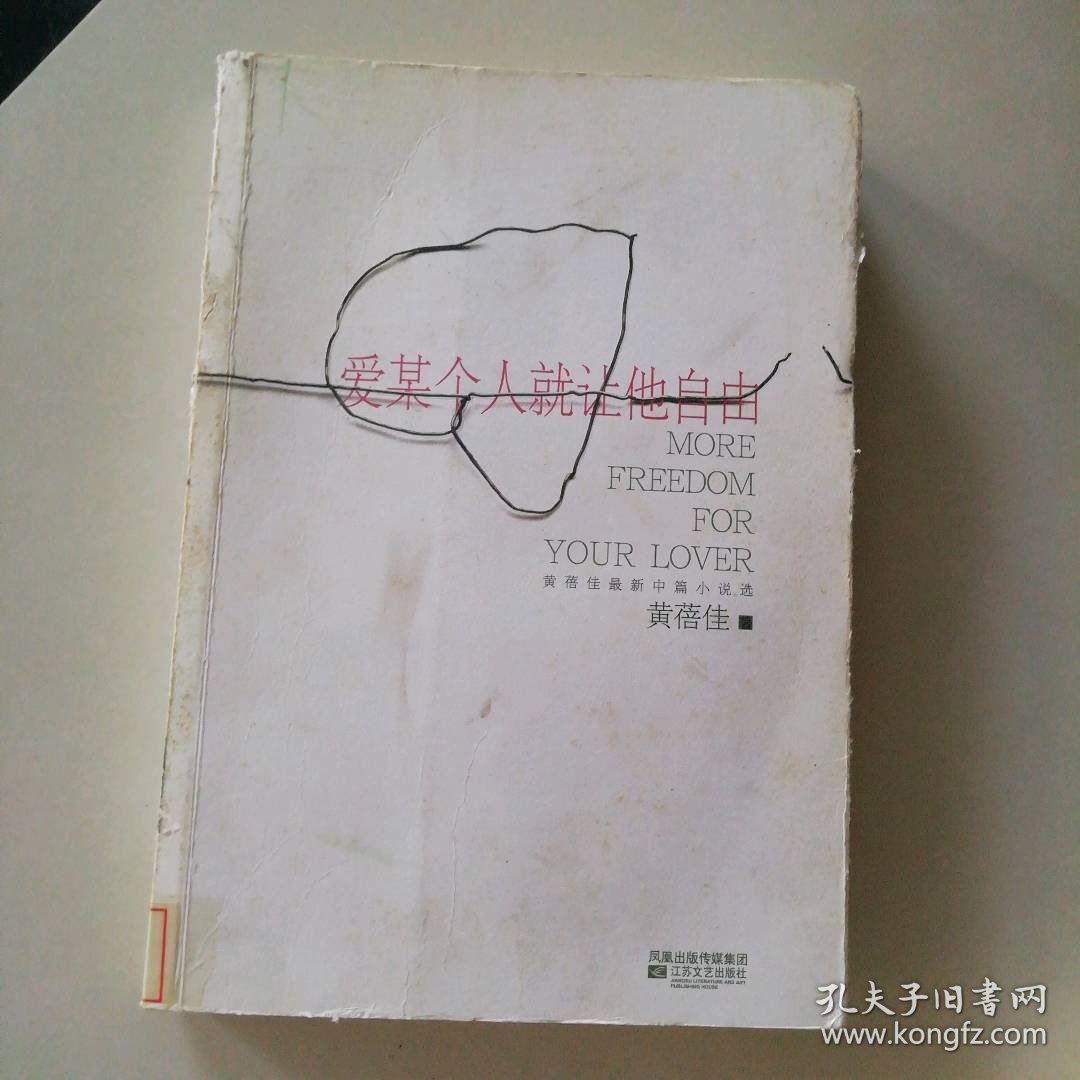 爱某个人就让他自由
MORE
FREEDOM
FOR
YOUR LOVER
黄蓓佳最新中篇小说选
黄蓓佳 著
凤凰出版传媒集团
江苏文艺出版社
JIANGSU LITERATURE AND ART
PUBLISHING HOUSE
孔夫子旧書网
www.kongfz.com